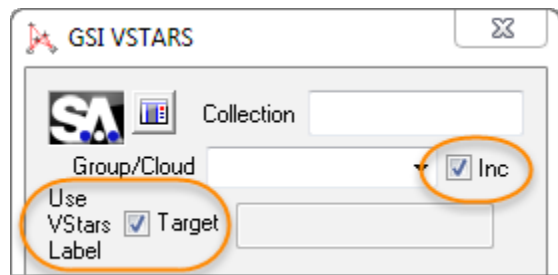 GSI VSTARS
SA Collection
Group/Cloud Inc
Use
VStars Target
Label